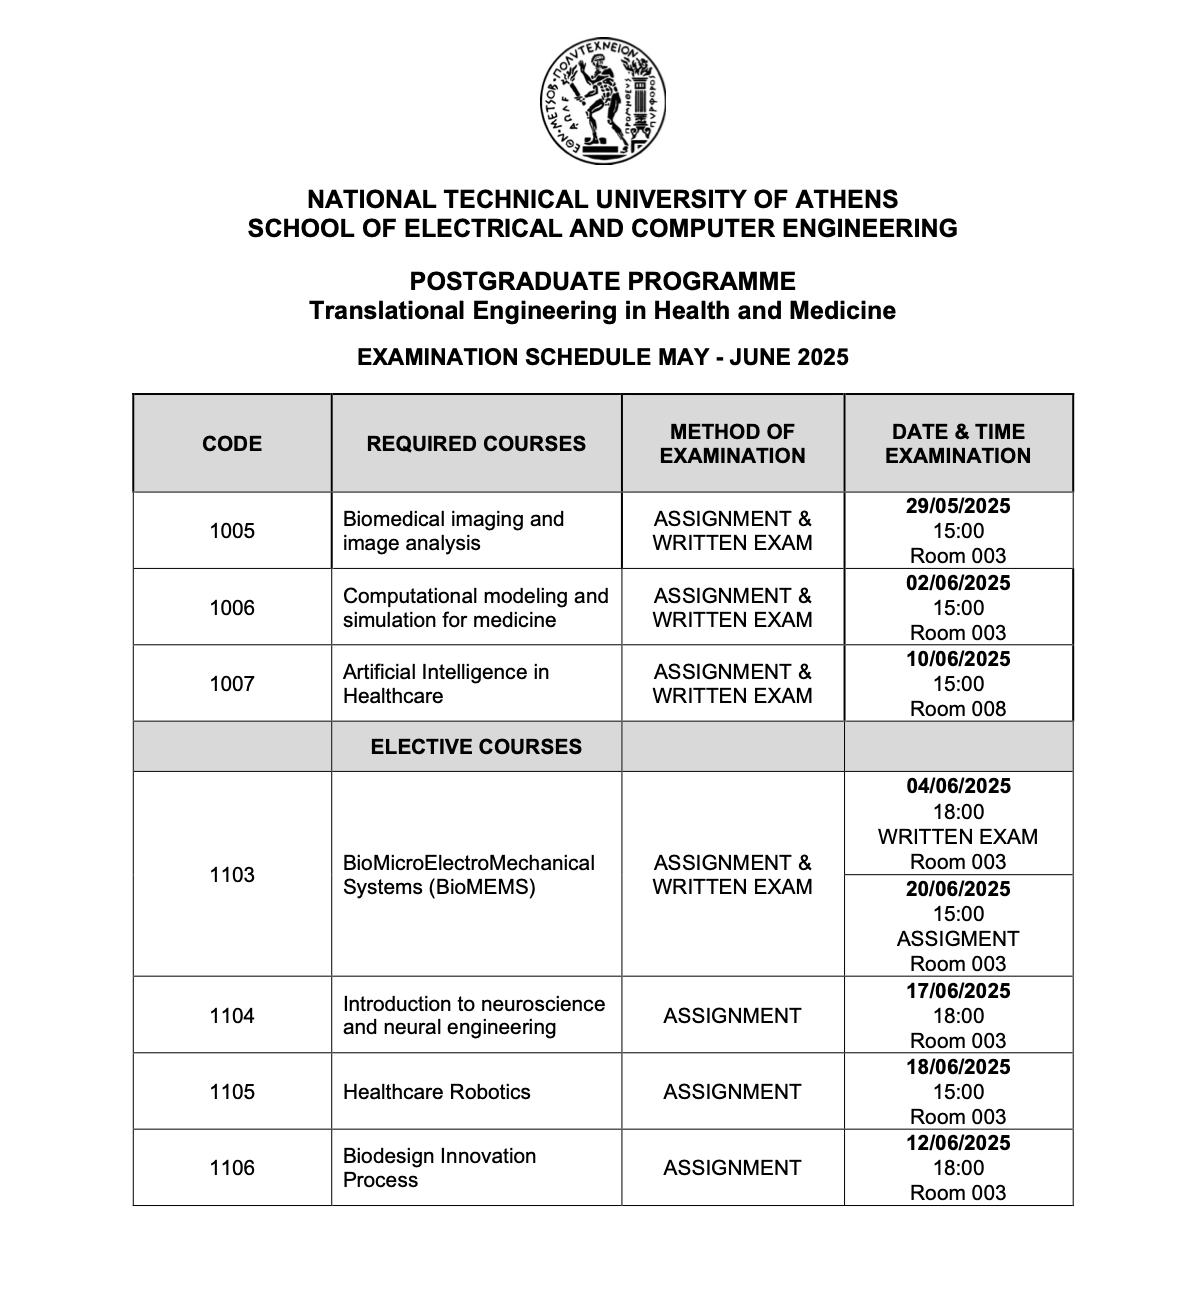 ΕΘΝ·ΜΕΤΣΟΒ·ΠΟΛΥΤΕΧΝΕΙΟΝ
ΠΡΟΜΗΘΕΥΣ
ΠΥΡΦΟΡΟΣ
NATIONAL TECHNICAL UNIVERSITY OF ATHENS
SCHOOL OF ELECTRICAL AND COMPUTER ENGINEERING
POSTGRADUATE PROGRAMME
Translational Engineering in Health and Medicine
EXAMINATION SCHEDULE MAY - JUNE 2025
CODE
REQUIRED COURSES
METHOD OF
EXAMINATION
DATE & TIME
EXAMINATION
1005
Biomedical imaging and
image analysis
ASSIGNMENT &
WRITTEN EXAM
29/05/2025
15:00
Room 003
1006
Computational modeling and
simulation for medicine
ASSIGNMENT &
WRITTEN EXAM
02/06/2025
15:00
Room 003
1007
Artificial Intelligence in
Healthcare
ASSIGNMENT &
WRITTEN EXAM
10/06/2025
15:00
Room 008
ELECTIVE COURSES
1103
BioMicroElectroMechanical
Systems (BioMEMS)
ASSIGNMENT &
WRITTEN EXAM
04/06/2025
18:00
WRITTEN EXAM
Room 003
20/06/2025
15:00
ASSIGMENT
Room 003
1104
Introduction to neuroscience
and neural engineering
ASSIGNMENT
17/06/2025
18:00
Room 003
1105
Healthcare Robotics
ASSIGNMENT
18/06/2025
15:00
Room 003
1106
Biodesign Innovation
Process
ASSIGNMENT
12/06/2025
18:00
Room 003